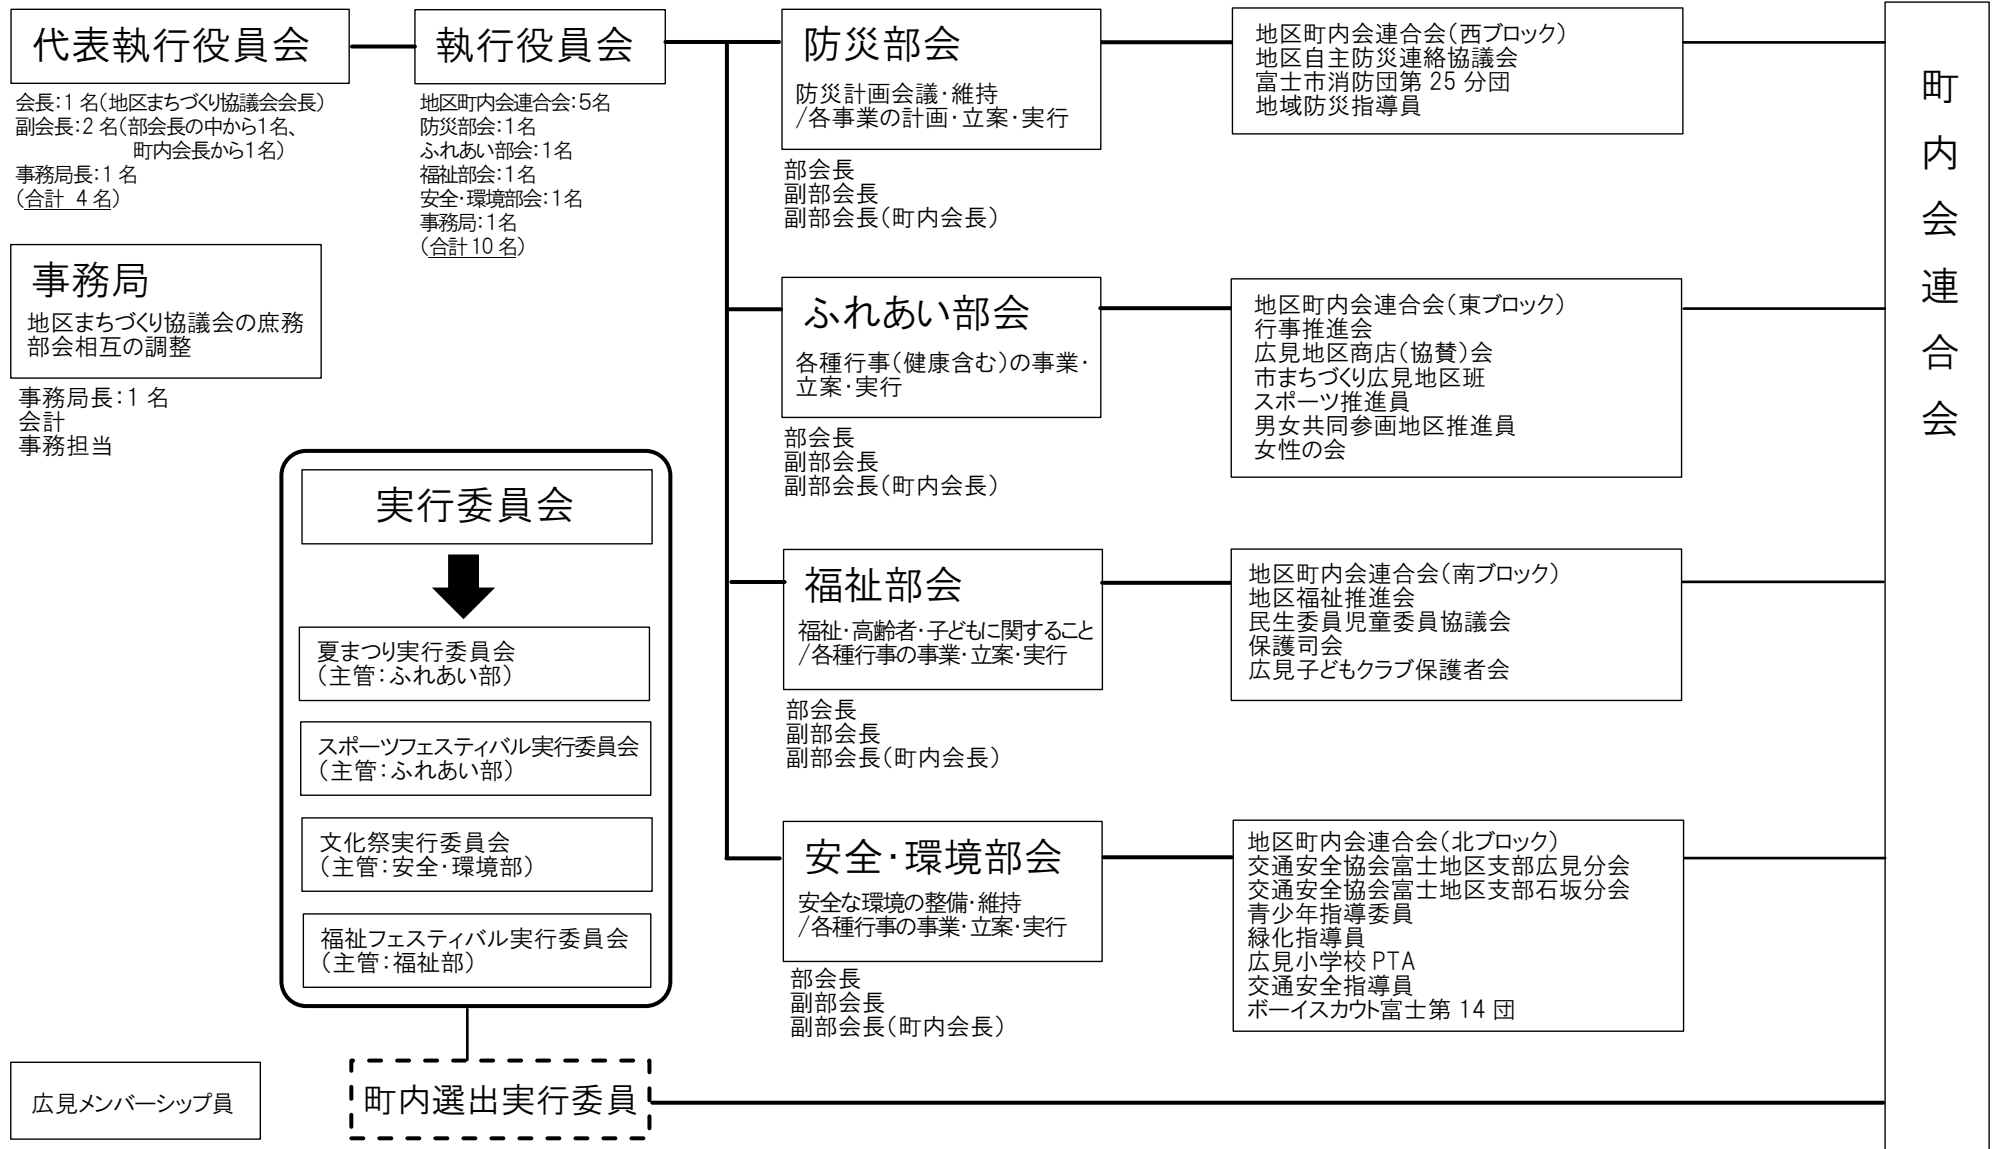 代表執行役員会
会長:1名(地区まちづくり協議会会長)
副会長:2名(部会長の中から1名、
町内会長から1名)
事務局長:1名
(合計 4名)
事務局
地区まちづくり協議会の庶務
部会相互の調整
事務局長:1名
会計
事務担当
執行役員会
地区町内会連合会:5名
防災部会:1名
ふれあい部会:1名
福祉部会:1名
安全・環境部会:1名
事務局:1名
(合計10名)
実行委員会
夏まつり実行委員会
(主管:ふれあい部)
スポーツフェスティバル実行委員会
(主管:ふれあい部)
文化祭実行委員会
(主管:安全・環境部)
福祉フェスティバル実行委員会
(主管:福祉部)
広見メンバーシップ員
町内選出実行委員
防災部会
防災計画会議・維持
/各事業の計画・立案・実行
部会長
副部会長
副部会長(町内会長)
地区町内会連合会(西ブロック)
地区自主防災連絡協議会
富士市消防団第25分団
地域防災指導員
ふれあい部会
各種行事(健康含む)の事業・
立案・実行
部会長
副部会長
副部会長(町内会長)
地区町内会連合会(東ブロック)
行事推進会
広見地区商店(協賛)会
市まちづくり広見地区班
スポーツ推進員
男女共同参画地区推進員
女性の会
福祉部会
福祉・高齢者・子どもに関すること
/各種行事の事業・立案・実行
部会長
副部会長
副部会長(町内会長)
地区町内会連合会(南ブロック)
地区福祉推進会
民生委員児童委員協議会
保護司会
広見子どもクラブ保護者会
安全・環境部会
安全な環境の整備・維持
/各種行事の事業・立案・実行
部会長
副部会長
副部会長(町内会長)
地区町内会連合会(北ブロック)
交通安全協会富士地区支部広見分会
交通安全協会富士地区支部石坂分会
青少年指導委員
緑化指導員
広見小学校PTA
交通安全指導員
ボーイスカウト富士第14団
町内会連合会